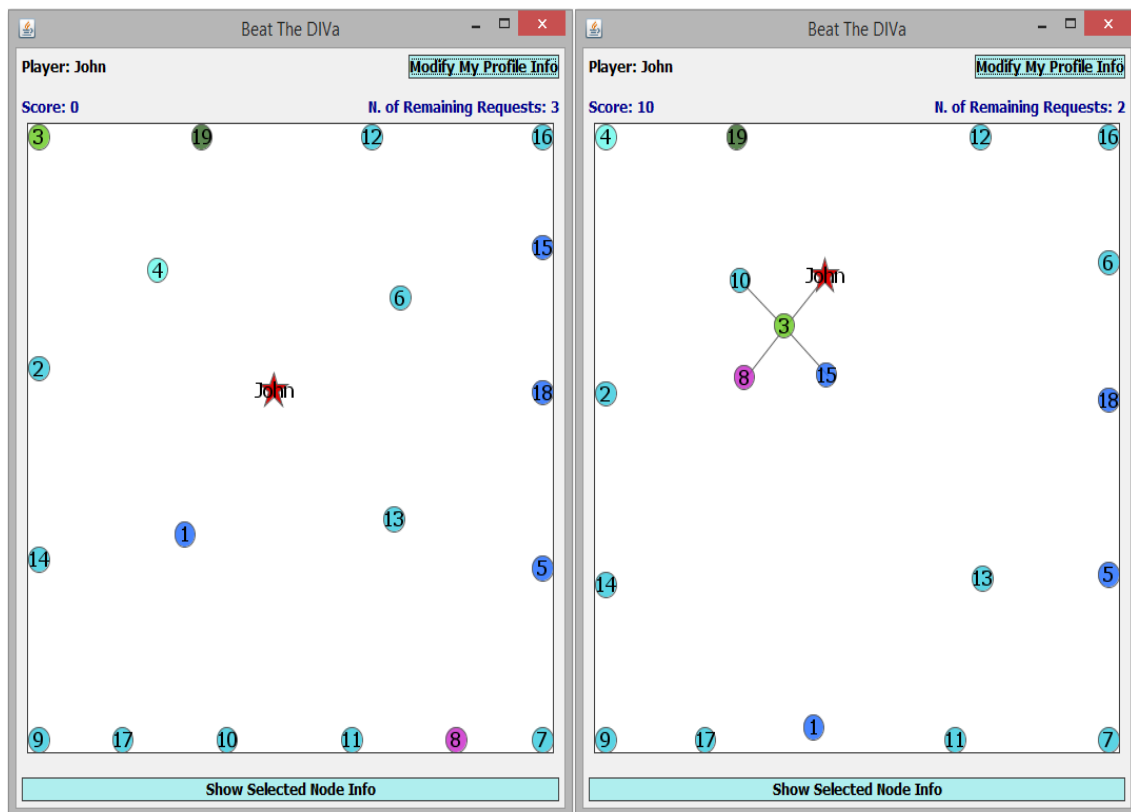 Beat The DIVa
Player: John
Modify My Profile Info
Score: 0
N. of Remaining Requests: 3
3
19
12
16
15
4
6
2
John
18
13
1
14
5
9
17
10
11
8
7
Show Selected Node Info
Beat The DIVa
Player: John
Modify My Profile Info
Score: 10
N. of Remaining Requests: 2
4
19
12
16
6
John
10
3
15
8
2
18
13
5
14
1
9
17
11
7
Show Selected Node Info